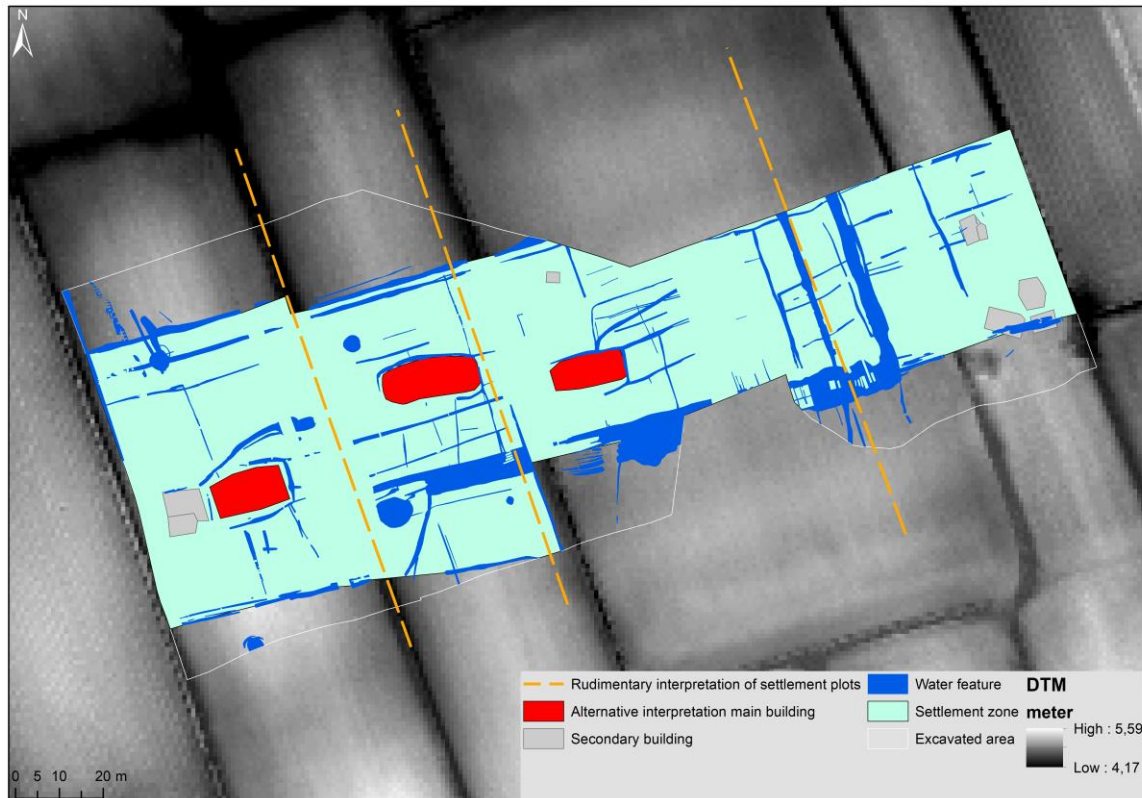 N
Rudimentary interpretation of settlement plots
Alternative interpretation main building
Secondary building
Water feature
Settlement zone
Excavated area
DTM
meter
High : 5,59
Low : 4,17
0 5 10 20 m